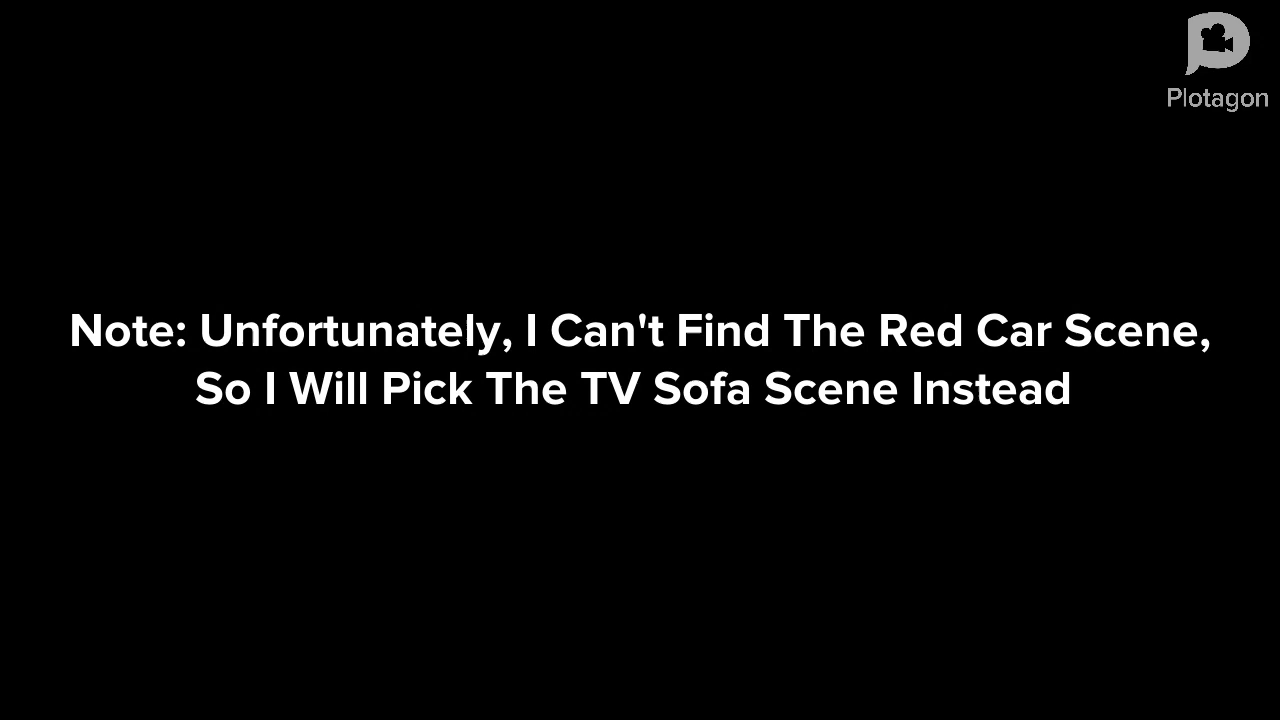 Plotagon
Note: Unfortunately, I Can't Find The Red Car Scene,
So I Will Pick The TV Sofa Scene Instead